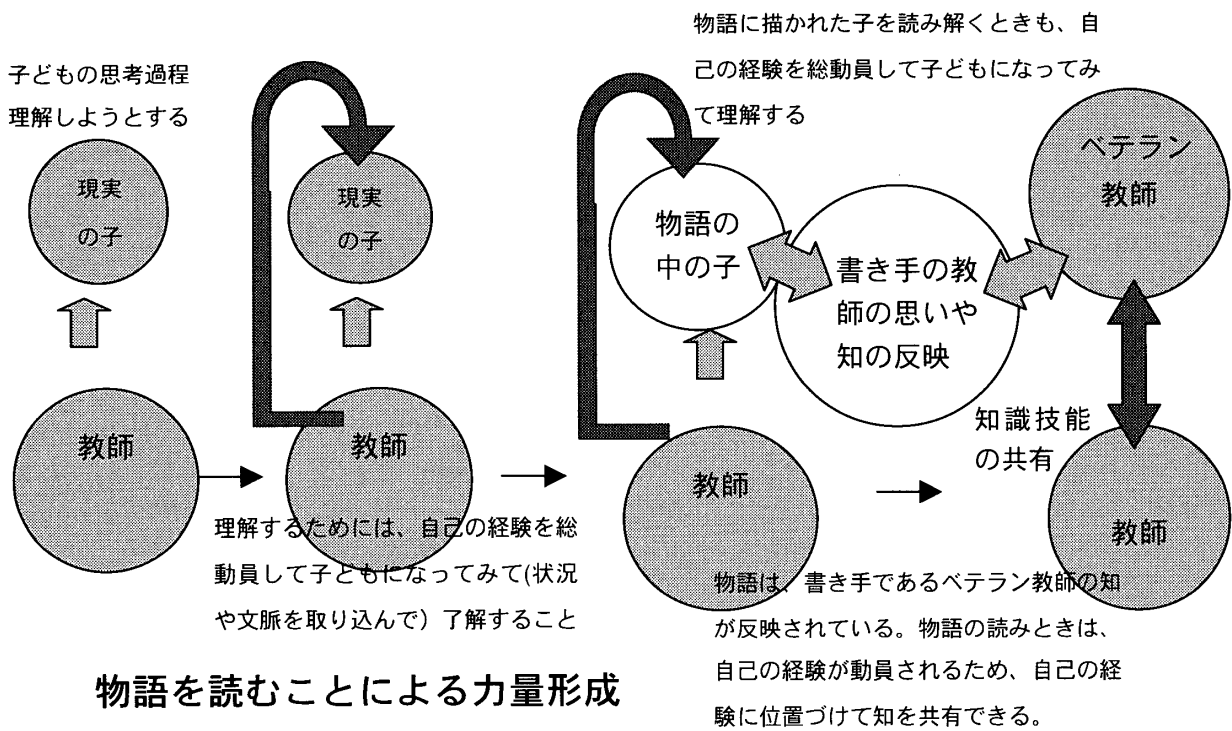 子どもの思考過程
理解しようとする
現実
の子
教師
現実
の子
教師
理解するためには、自己の経験を総
動員して子どもになってみて(状況
や文脈を取り込んで）了解すること
物語に描かれた子を読み解くときも、自
己の経験を総動員して子どもになってみ
て理解する
物語の
中の子
書き手の教
師の思いや
知の反映
ベテラン
教師
教師
知識技能
の共有
教師
物語は、書き手であるベテラン教師の知
が反映されている。物語の読みときは、
自己の経験が動員されるため、自己の経
験に位置づけて知を共有できる。
物語を読むことによる力量形成